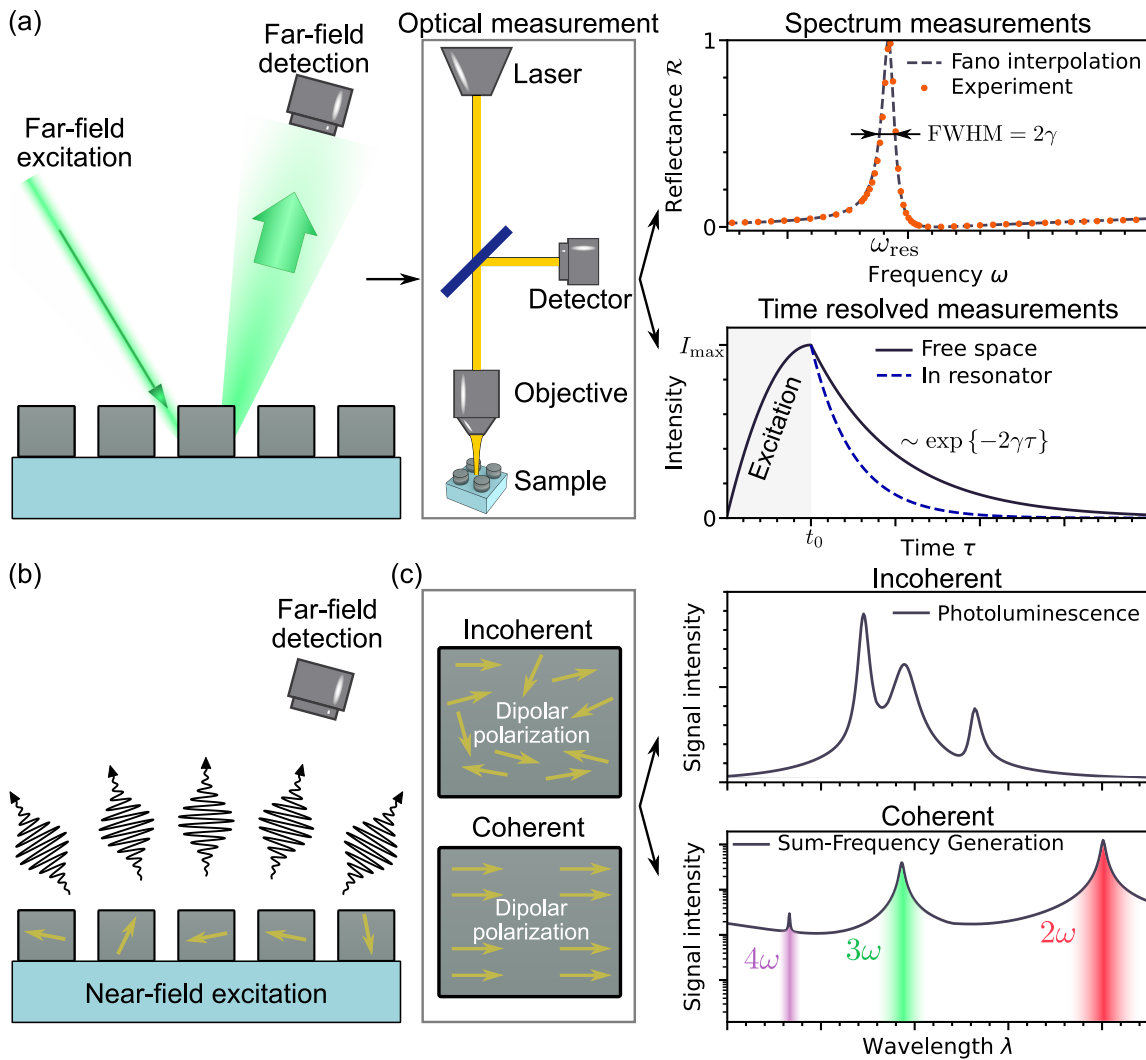 (a)
Far-field
detection
Far-field
excitation
Optical measurement
Laser
Detector
Objective
Sample
Spectrum measurements
Reflectance ℛ
1
0
Fano interpolation
Experiment
FWHM = 2γ
ω_res
Frequency ω
Time resolved measurements
Intensity
I_max
0
Excitation
Free space
In resonator
∼ exp {−2γτ}
t_0
Time τ
(b)
Far-field
detection
Near-field excitation
(c)
Incoherent
Dipolar
polarization
Coherent
Dipolar
polarization
Incoherent
Signal intensity
Photoluminescence
Coherent
Signal intensity
Sum-Frequency Generation
4ω
3ω
2ω
Wavelength λ